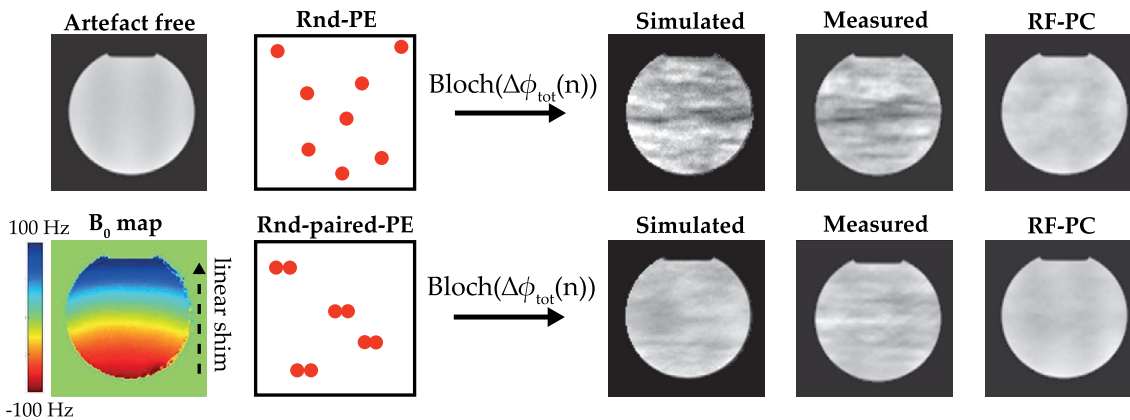 Artefact free
Rnd-PE
Bloch(Δϕtot(n))
Simulated
Measured
RF-PC
100 Hz
B0 map
-100 Hz
linear shim
Rnd-paired-PE
Bloch(Δϕtot(n))
Simulated
Measured
RF-PC